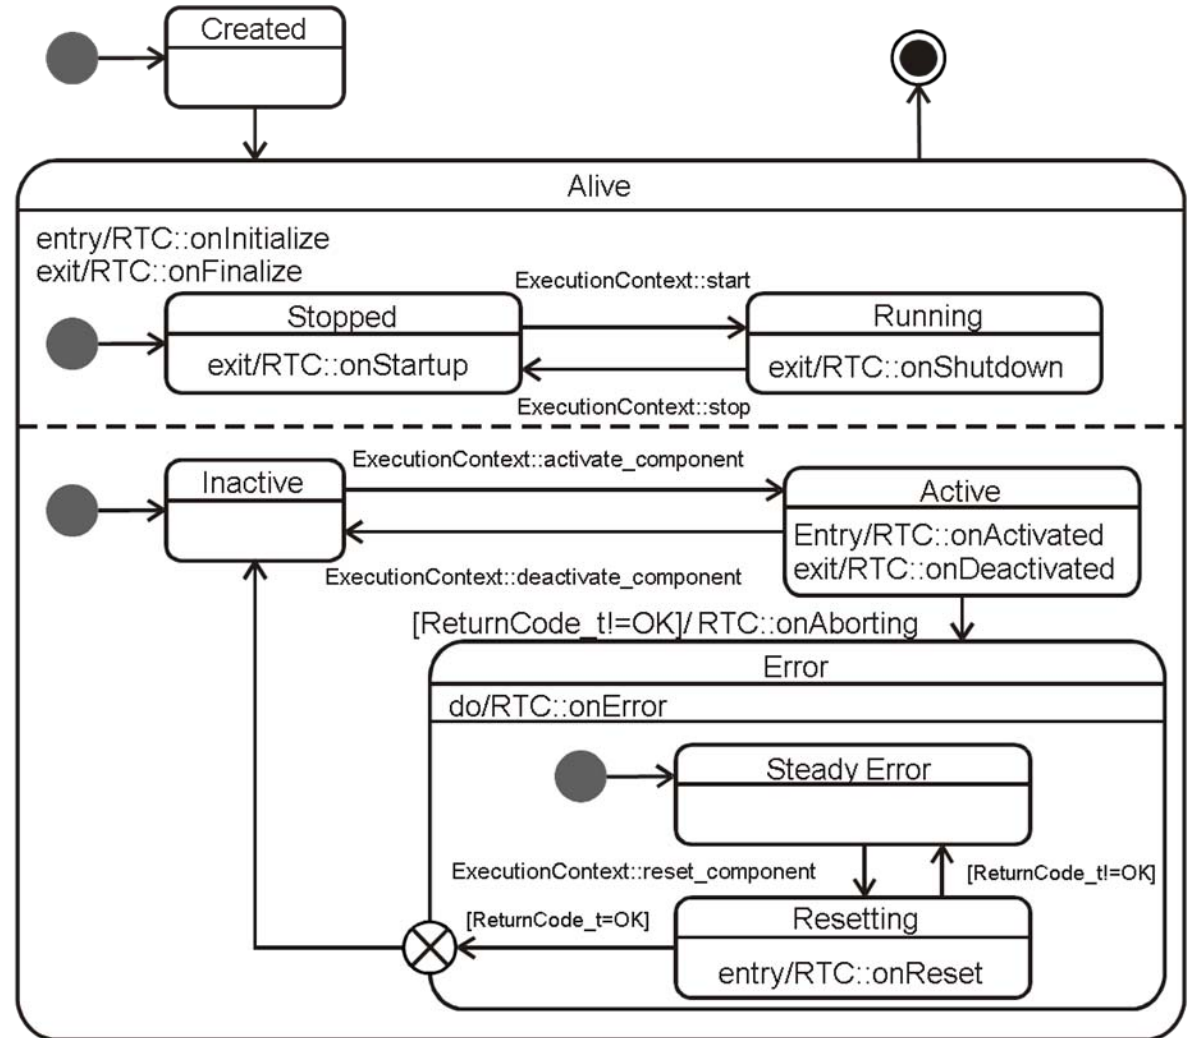 Created
Alive
entry/RTC::onInitialize
exit/RTC::onFinalize
ExecutionContext::start
Stopped
exit/RTC::onStartup
Running
exit/RTC::onShutdown
ExecutionContext::stop
ExecutionContext::activate_component
Inactive
Active
Entry/RTC::onActivated
exit/RTC::onDeactivated
ExecutionContext::deactivate_component
[ReturnCode_t!=OK]/RTC::onAborting
Error
do/RTC::onError
Steady Error
ExecutionContext::reset_component
[ReturnCode_t!=OK]
[ReturnCode_t=OK]
Resetting
entry/RTC::onReset